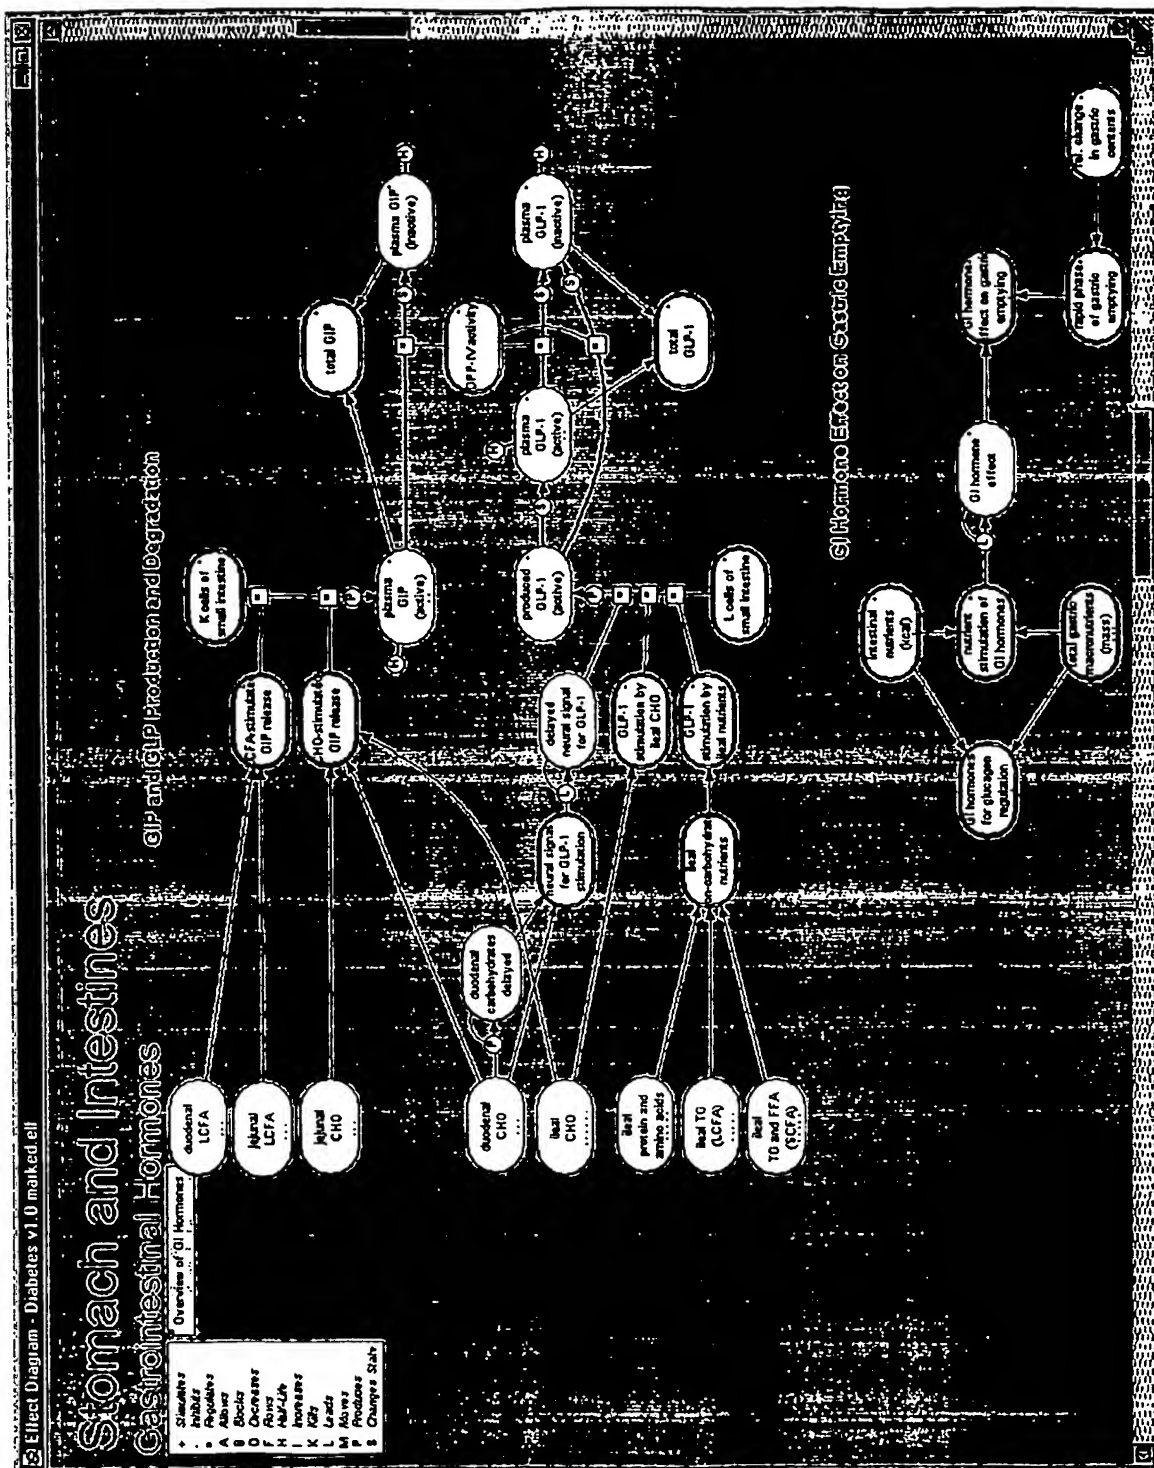 Effect Diagram - Diabetes v1.0 marked.elf
Stomach and Intestines
Gastrointestinal Hormones
Overview of GI Hormones
+ Stimulates
- Inhibits
Regulates
A Allows
B Blocks
D Decreases
F Flows
H Half-Life
I Increases
K Kills
L Leads
M Moves
P Produces
S Changes State
GIP and GLP Production and Degradation
duodenal
LCFA
...
jejunal
LCFA
...
jejunal
CHO
...
duodenal
CHO
...
ileal
CHO
ileal
protein and
amino acids
ileal TG
(LCFA)
ileal
TG and FFA
(SCFA)
duodenal
carbohydrates
delayed
neural signal
for GLP-1
stimulation
ileal
nutrients
GIP release
GIP release
delayed
neural signal
for GLP-1
GLP-1
stimulation by
ileal CHO
GLP-1
stimulation by
ileal nutrients
K cells of
small intestine
P
plasma
GIP
(active)
H
produced
GLP-1
(active)
L cells of
small intestine
plasma
GLP-1
(active)
H
total GIP
DPP-IV activity
total
GLP-1
S
plasma GIP
(inactive)
H
plasma
GLP-1
(inactive)
H
GI Hormone Effect on Gastric Emptying
GI hormones
for glucagon
regulation
intestinal
nutrients
(kcal)
nutrient
stimulation of
GI hormones
gastric
macronutrients
(mass)
L
GI hormone
effect
GI hormone
effect on gastric
emptying
rapid phase
of gastric
emptying
change
in gastric
contents